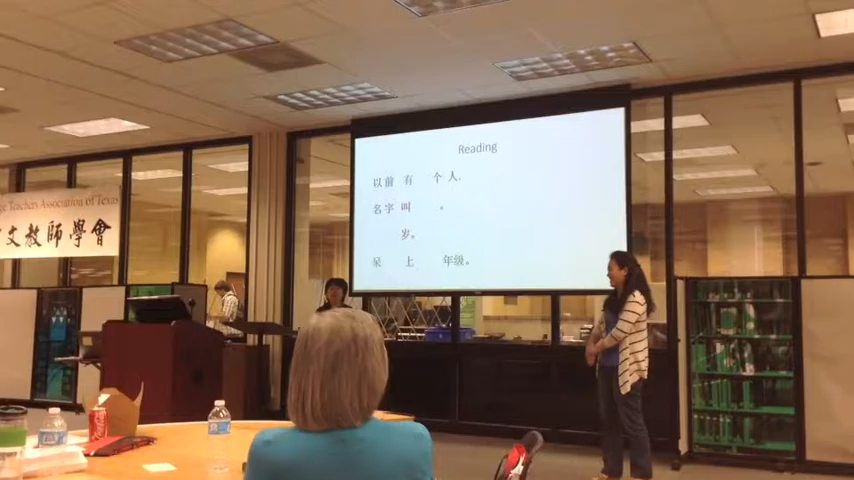 Reading
以前 有 个 人.
名字 叫 。
岁。
呆 上 年级。
Teachers Association of Texas
文教師學會